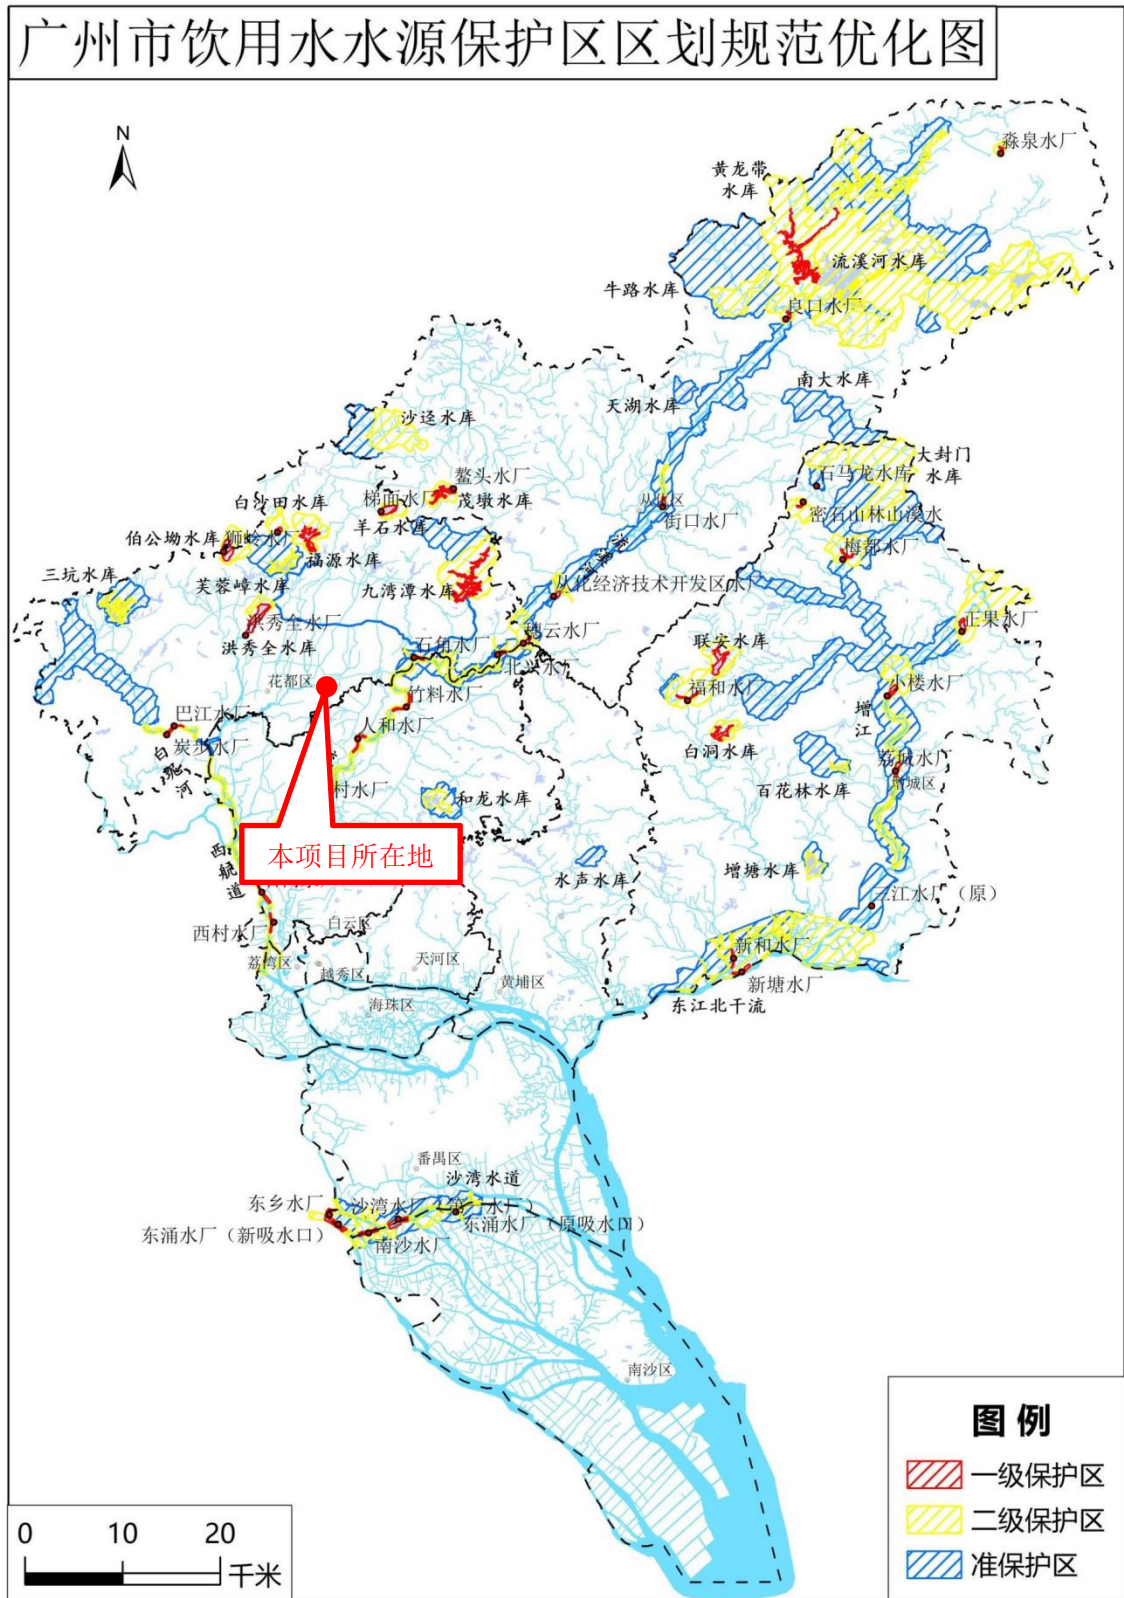 广州市饮用水水源保护区区划规范优化图
N
淼泉水厂
黄龙带
水库
流溪河水库
牛路水库
良口水厂
南大水库
天湖水库
沙迳水库
大封门
水库
石马龙水库
鳌头水厂
梯面水厂
茂墩水库
白沙田水库
羊石水库
从化区
街口水厂
密石山林山溪水
伯公坳水库
狮岭水厂
福源水库
梅都水厂
流溪河
三坑水库
芙蓉嶂水库
九湾潭水库
从化经济技术开发区水厂
洪秀全水厂
洪秀全水库
穗云水厂
正果水厂
石角水厂
北兴水厂
联安水库
花都区
竹料水厂
福和水厂
小楼水厂
巴江水厂
人和水厂
增江
炭步水厂
白坭河
白洞水库
荔城水厂
增城区
村水厂
和龙水库
百花林水库
本项目所在地
西航道
水声水库
增塘水库
三江水厂（原）
西村水厂
白云区
新和水厂
荔湾区
越秀区
天河区
黄埔区
新塘水厂
海珠区
东江北干流
番禺区
沙湾水道
东乡水厂
沙湾水厂
水厂
东涌水厂（新吸水口）
东涌水厂（原吸水口）
南沙水厂
南沙区
图 例
一级保护区
二级保护区
准保护区
0 10 20
千米